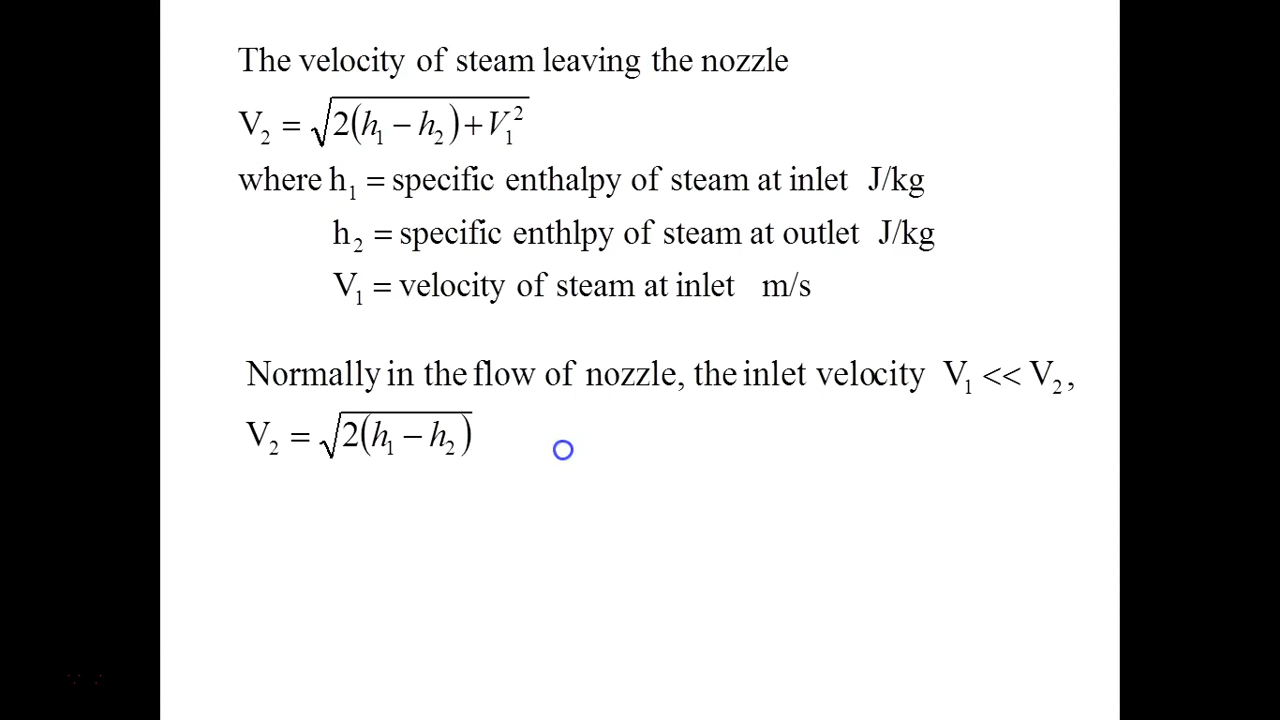 The velocity of steam leaving the nozzle
V₂ = √(2(h₁ − h₂) + V₁²)
where h₁ = specific enthalpy of steam at inlet J/kg
h₂ = specific enthlpy of steam at outlet J/kg
V₁ = velocity of steam at inlet m/s
Normally in the flow of nozzle, the inlet velocity V₁ << V₂,
V₂ = √(2(h₁ − h₂))